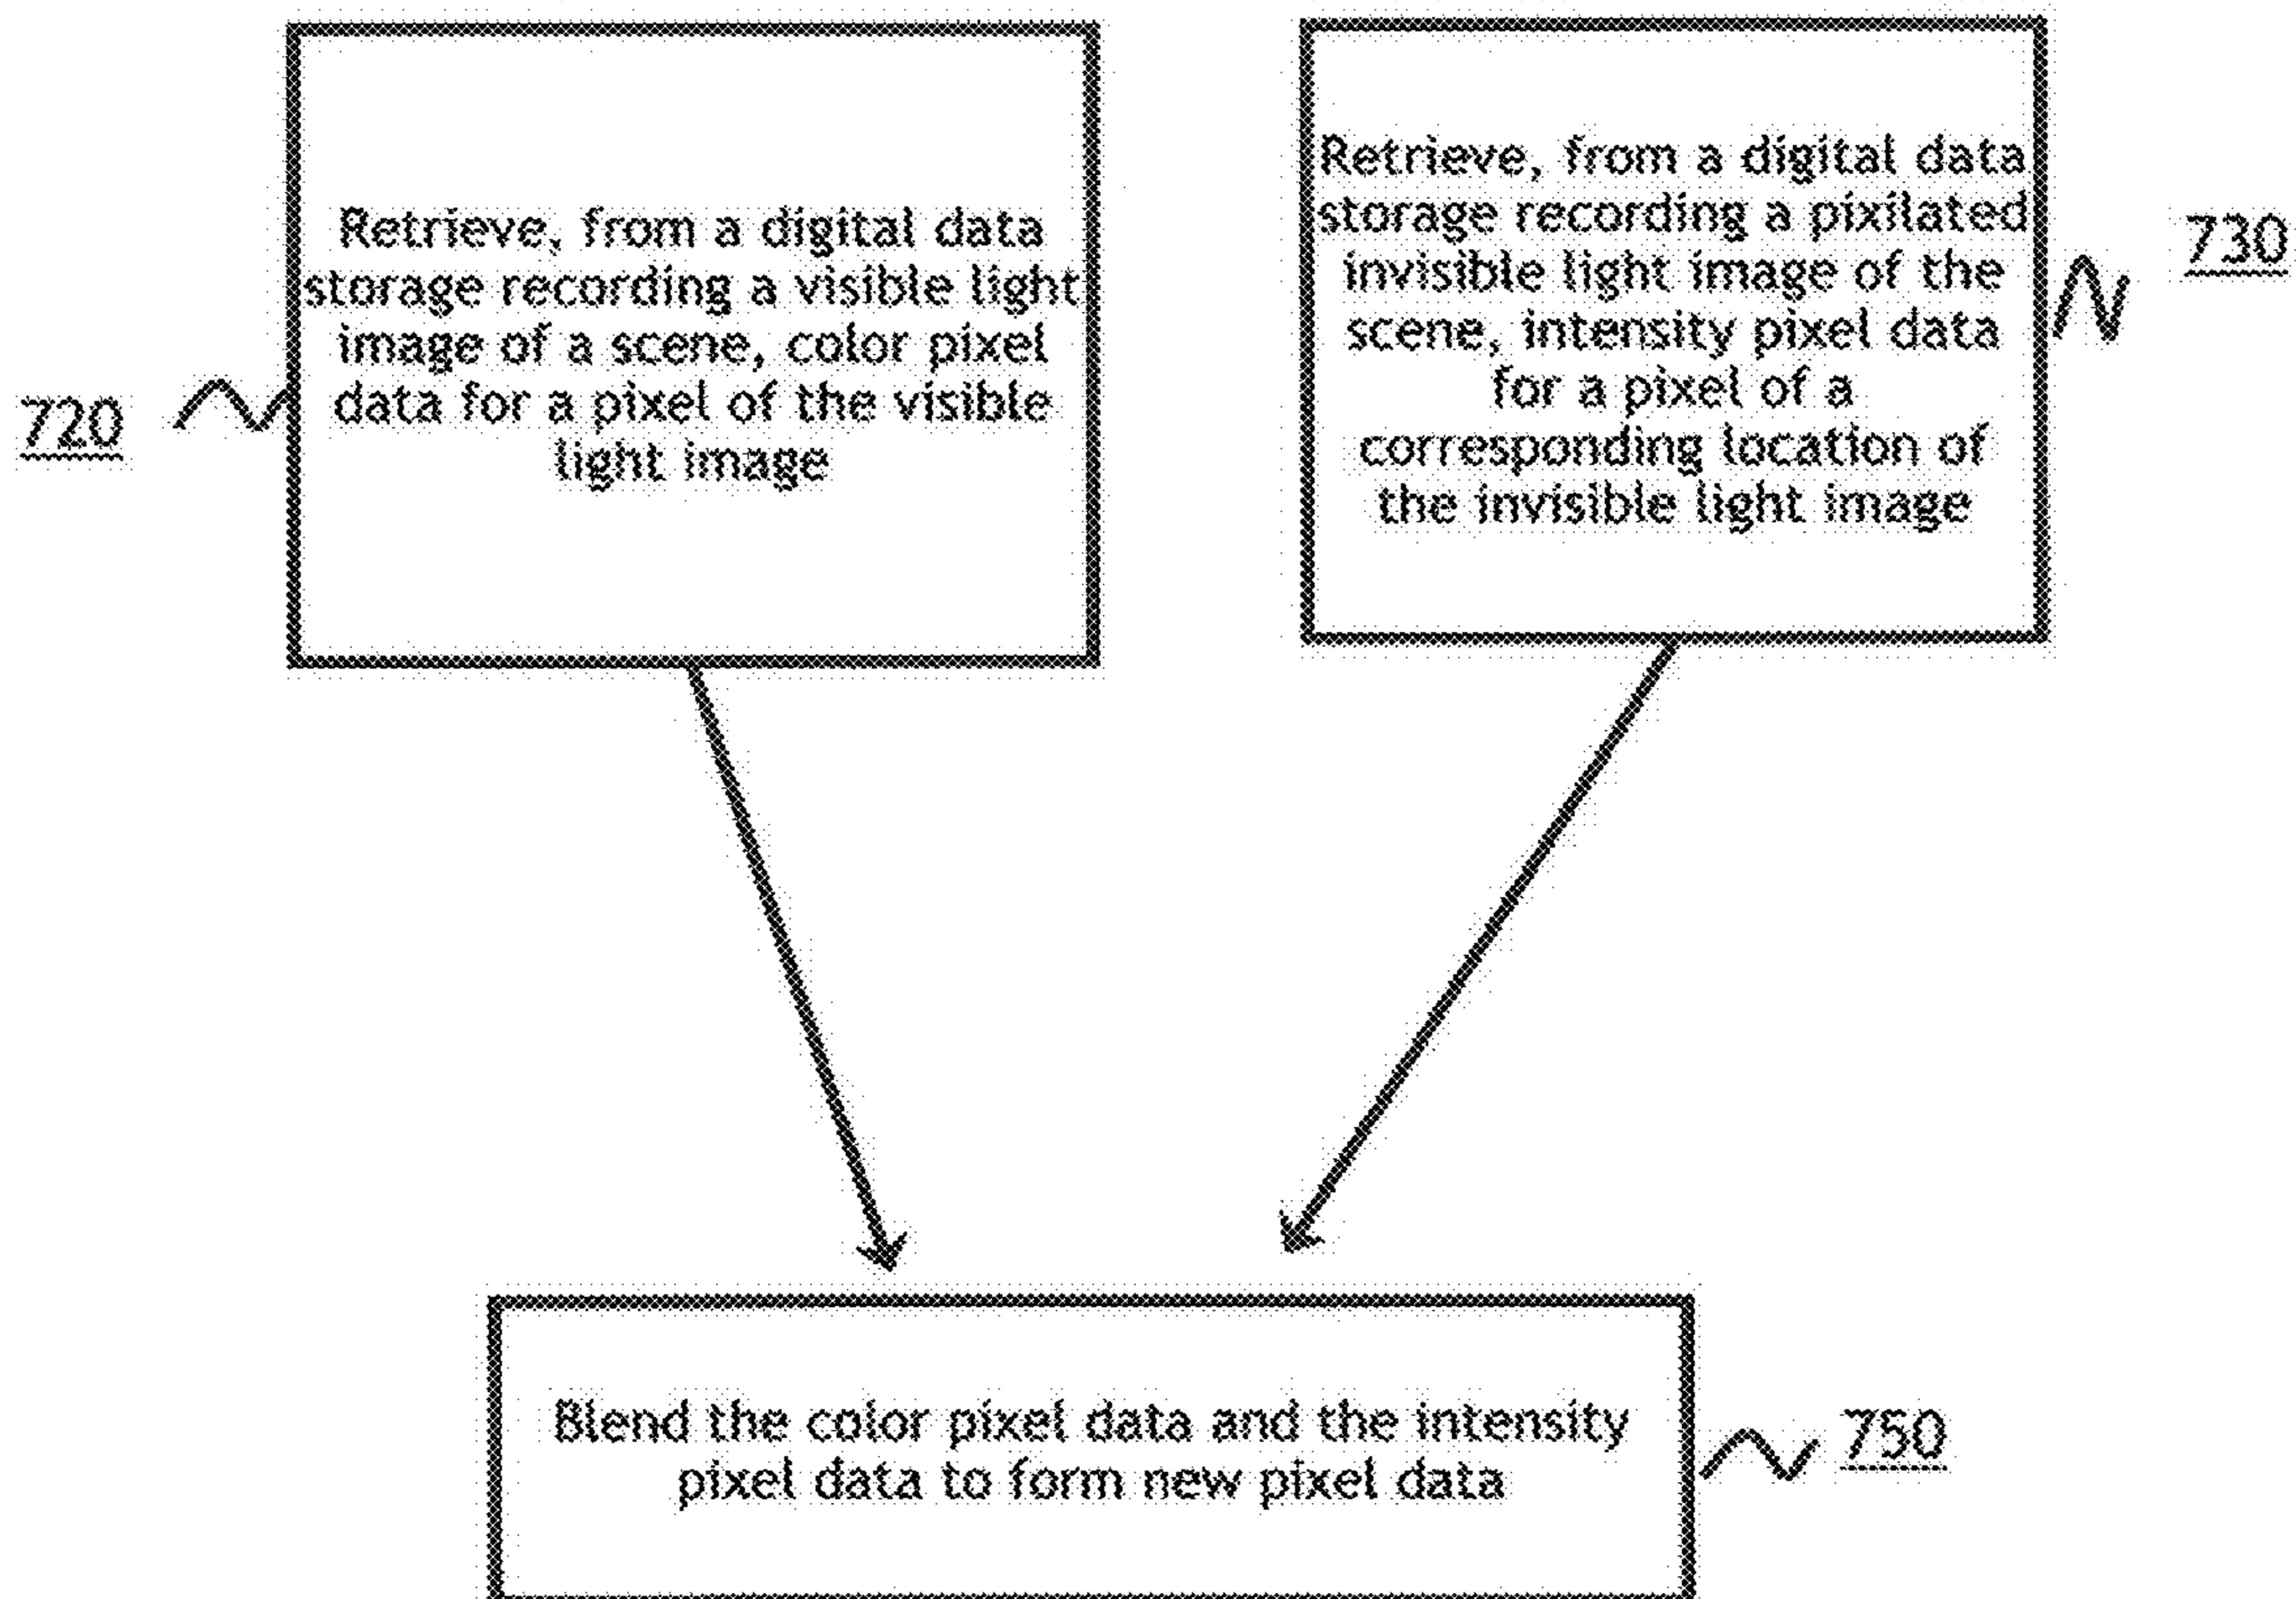 Retrieve, from a digital data
storage recording a visible light
image of a scene, color pixel
data for a pixel of the visible
light image
720
Retrieve, from a digital data
storage recording a pixilated
invisible light image of the
scene, intensity pixel data
for a pixel of a
corresponding location of
the invisible light image
730
Blend the color pixel data and the intensity
pixel data to form new pixel data
750